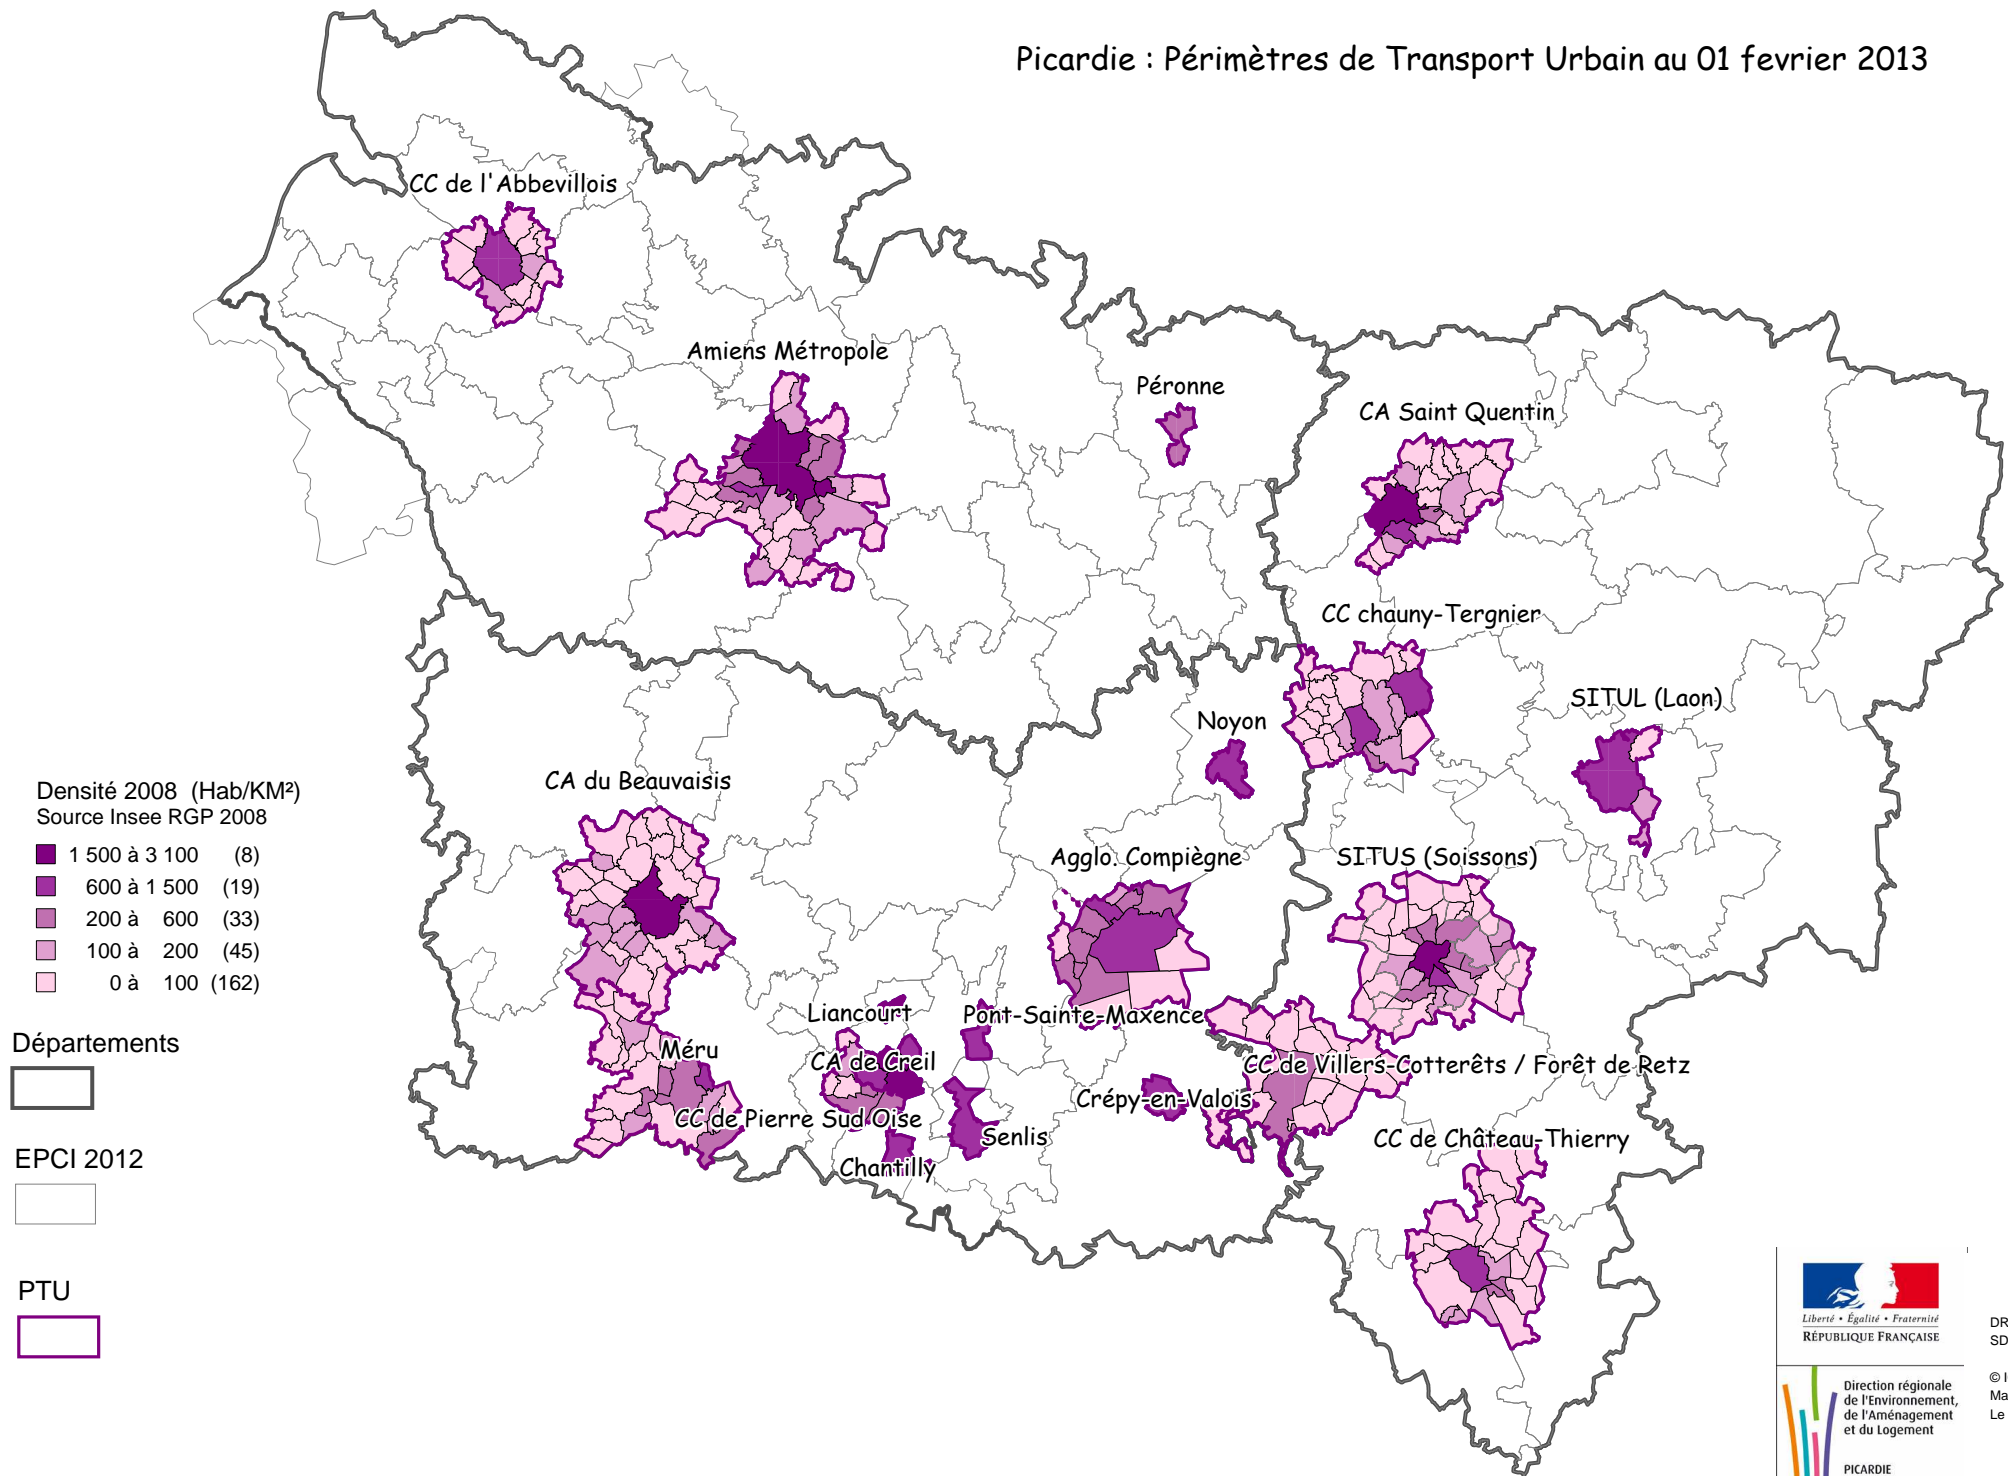 Picardie : Périmètres de Transport Urbain au 01 fevrier 2013
CC de l'Abbevillois
Amiens Métropole
Péronne
CA Saint Quentin
CC chauny-Tergnier
SITUL (Laon)
Noyon
CA du Beauvaisis
Agglo. Compiègne
SITUS (Soissons)
Liancourt
Pont-Sainte-Maxence
Méru
CA de Creil
CC de Villers-Cotterêts / Forêt de Retz
Crépy-en-Valois
CC de Pierre Sud Oise
Senlis
CC de Château-Thierry
Chantilly
Densité 2008 (Hab/KM²)
Source Insee RGP 2008
1 500 à 3 100 (8)
600 à 1 500 (19)
200 à 600 (33)
100 à 200 (45)
0 à 100 (162)
Départements
EPCI 2012
PTU
Liberté • Égalité • Fraternité
RÉPUBLIQUE FRANÇAISE
Direction régionale
de l'Environnement,
de l'Aménagement
et du Logement
PICARDIE
DR
SD
©
Ma
Le